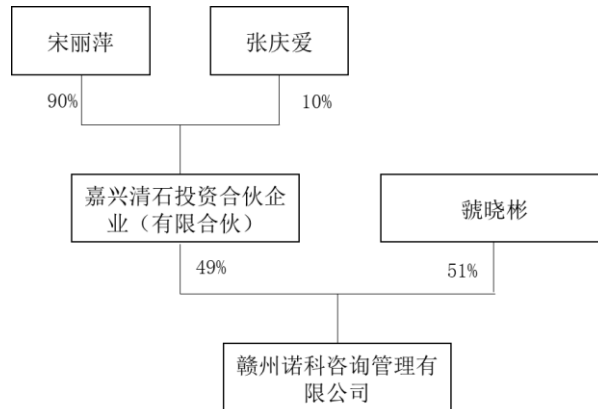 宋丽萍
张庆爱
90%
10%
嘉兴清石投资合伙企
业（有限合伙）
虢晓彬
49%
51%
赣州诺科咨询管理有
限公司